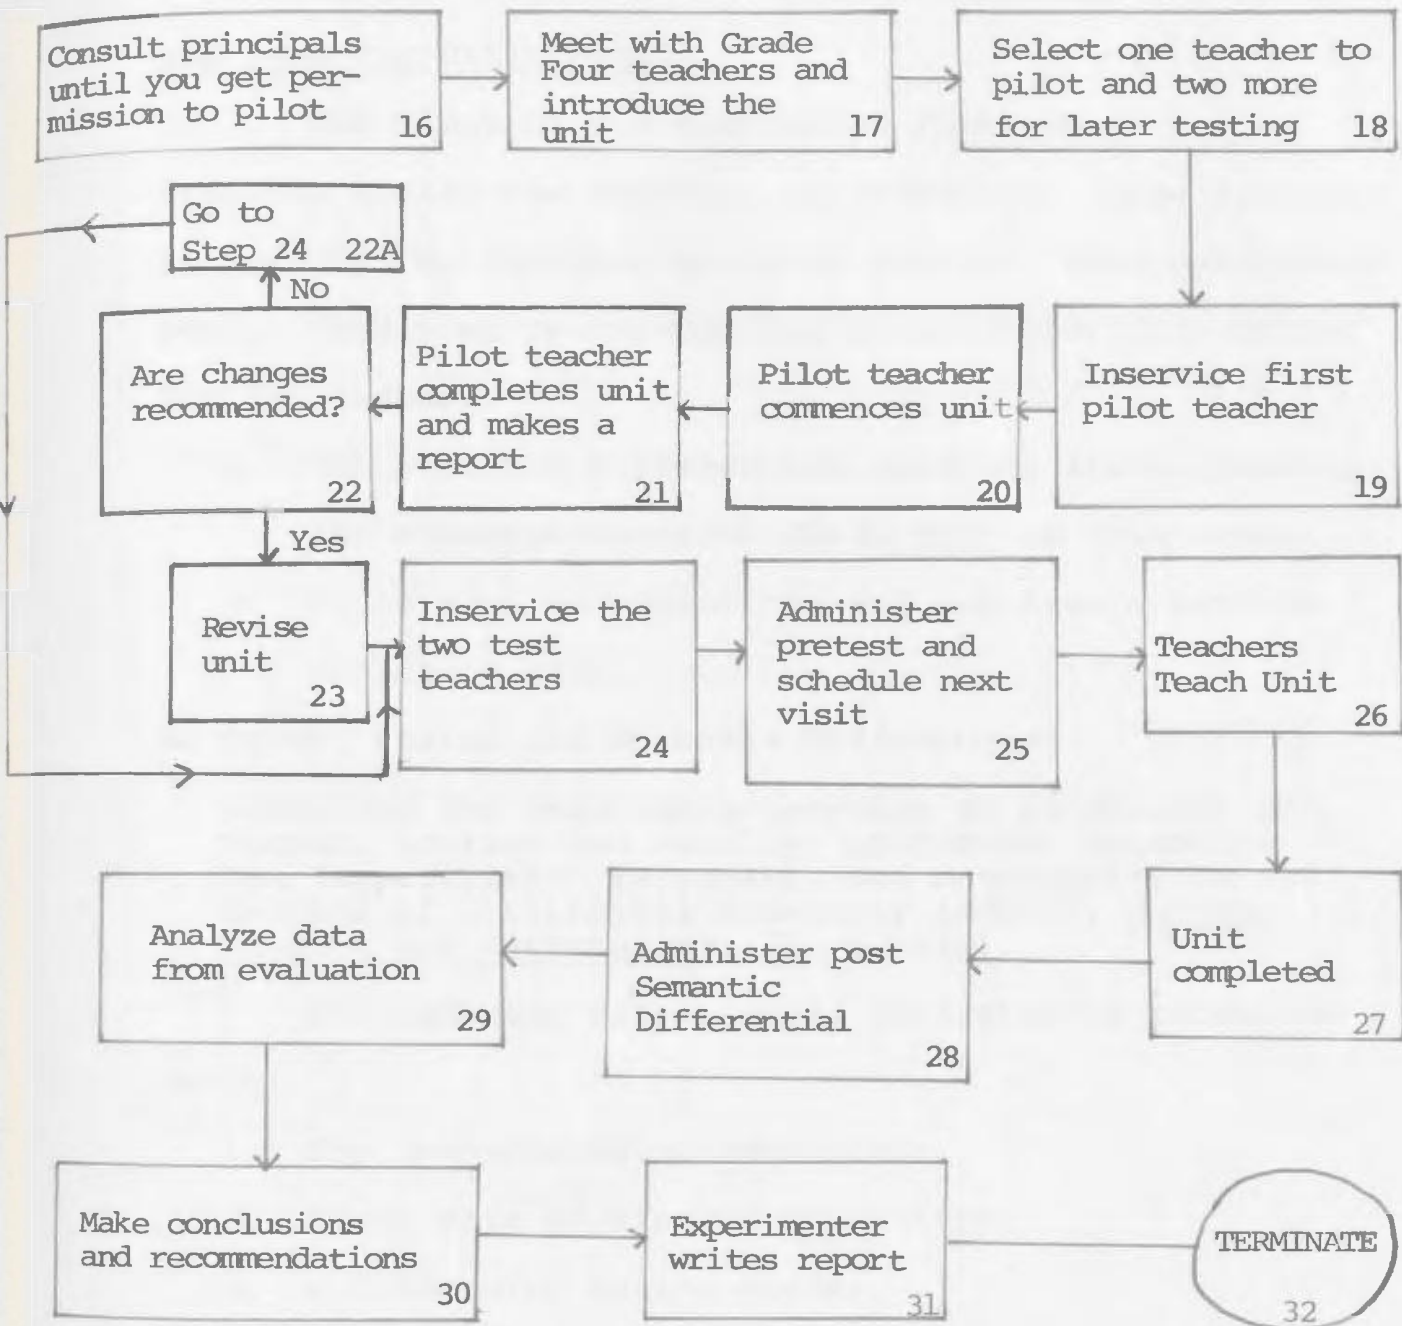 Consult principals
until you get per-
mission to pilot
16
Meet with Grade
Four teachers and
introduce the
unit 17
Select one teacher to
pilot and two more
for later testing 18
Inservice first
pilot teacher
19
Pilot teacher
commences unit
20
Pilot teacher
completes unit
and makes a
report
21
Are changes
recommended?
22
No
Go to
Step 24 22A
Yes
Revise
unit
23
Inservice the
two test
teachers
24
Administer
pretest and
schedule next
visit
25
Teachers
Teach Unit
26
Unit
completed
27
Administer post
Semantic
Differential
28
Analyze data
from evaluation
29
Make conclusions
and recommendations
30
Experimenter
writes report
31
TERMINATE
32